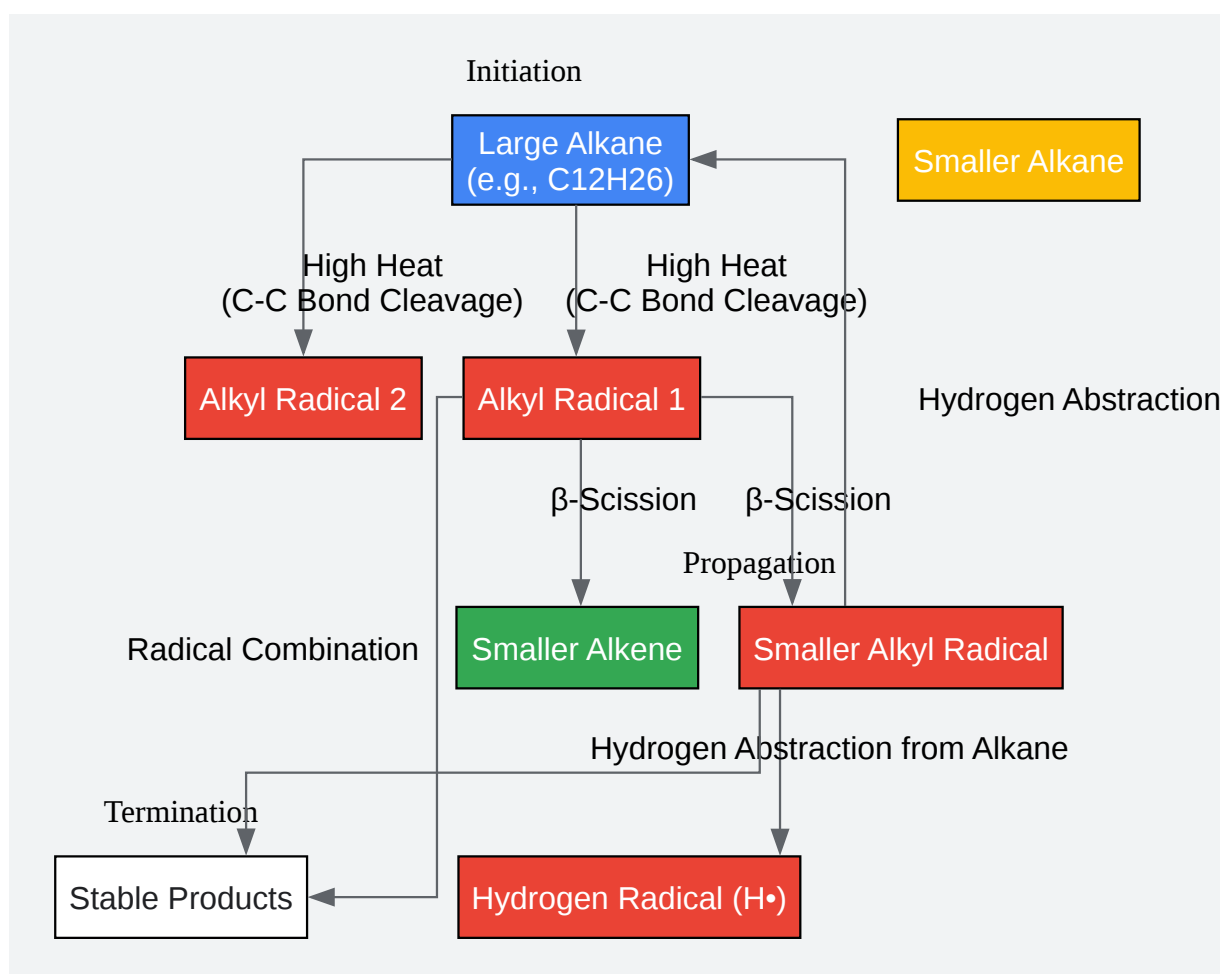 Initiation
Large Alkane
(e.g., C12H26)
Smaller Alkane
High Heat
(C-C Bond Cleavage)
High Heat
(C-C Bond Cleavage)
Alkyl Radical 2
Alkyl Radical 1
Hydrogen Abstraction
β-Scission
β-Scission
Propagation
Radical Combination
Smaller Alkene
Smaller Alkyl Radical
Hydrogen Abstraction from Alkane
Termination
Stable Products
Hydrogen Radical (H•)